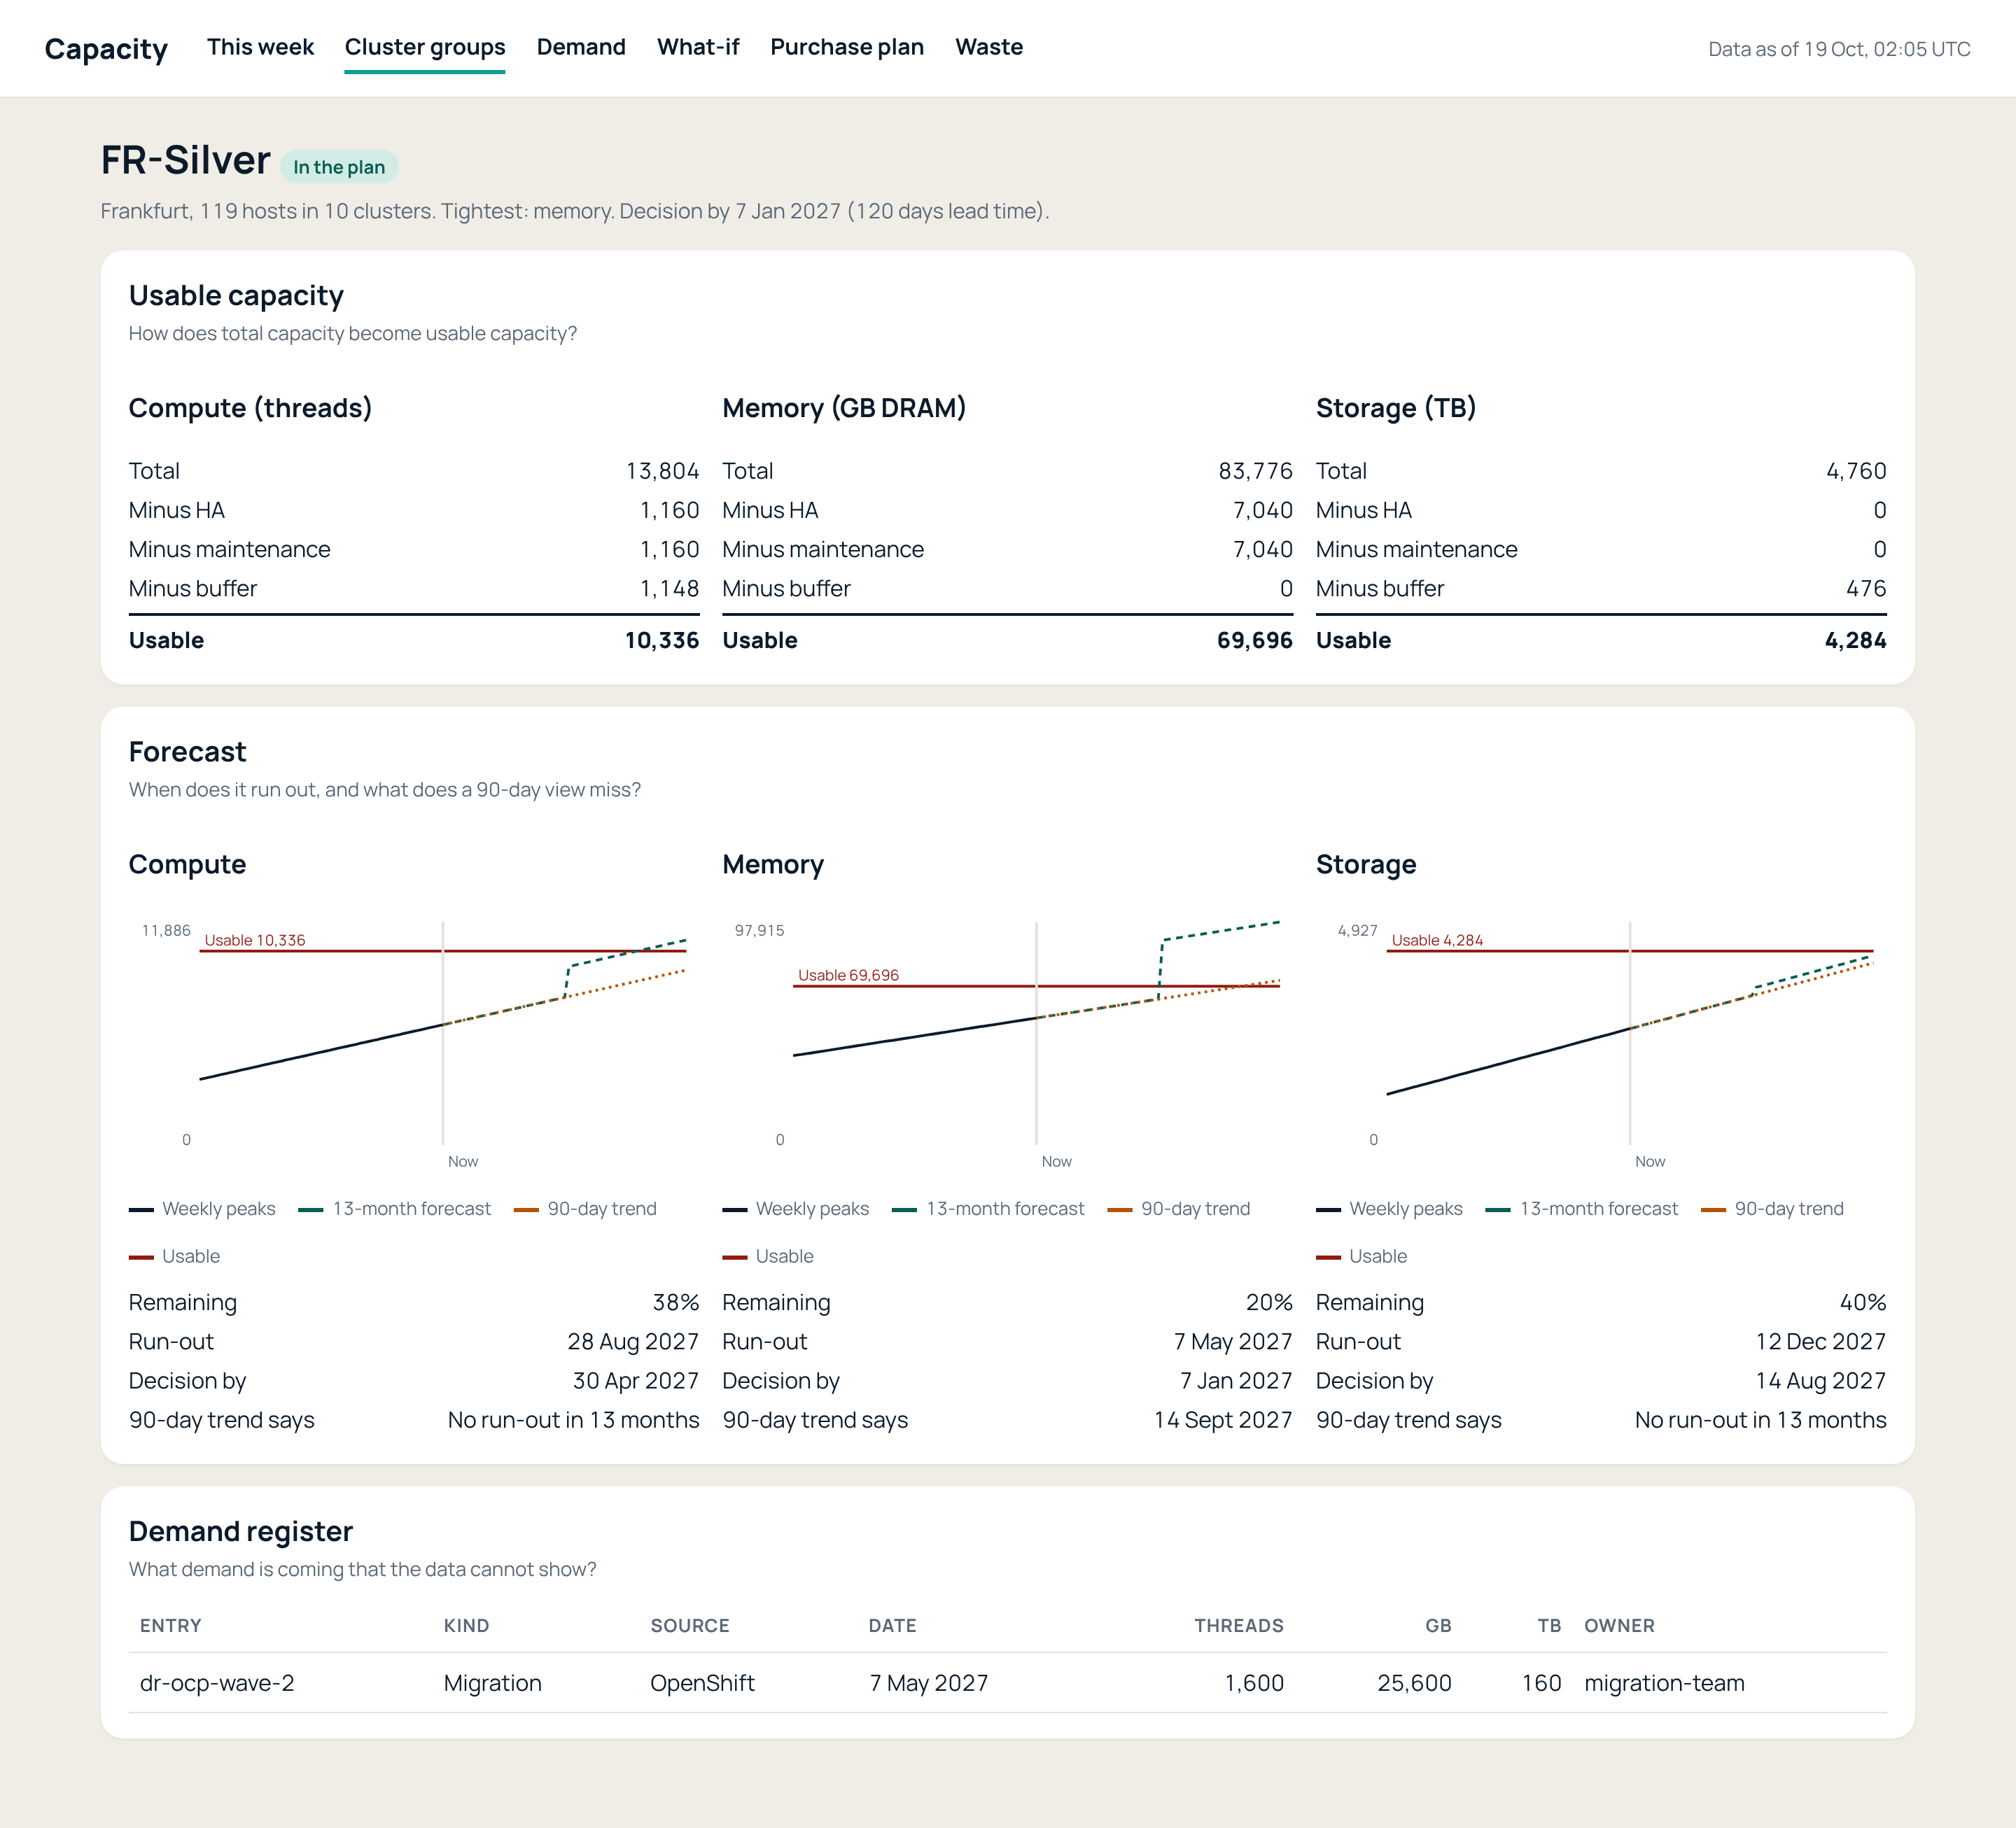 Capacity This week Cluster groups Demand What-if Purchase plan Waste Data as of 19 Oct, 02:05 UTC
FR-Silver In the plan
Frankfurt, 119 hosts in 10 clusters. Tightest: memory. Decision by 7 Jan 2027 (120 days lead time).
Usable capacity
How does total capacity become usable capacity?
Compute (threads) Memory (GB DRAM) Storage (TB)
Total 13,804 Total 83,776 Total 4,760
Minus HA 1,160 Minus HA 7,040 Minus HA 0
Minus maintenance 1,160 Minus maintenance 7,040 Minus maintenance 0
Minus buffer 1,148 Minus buffer 0 Minus buffer 476
Usable 10,336 Usable 69,696 Usable 4,284
Forecast
When does it run out, and what does a 90-day view miss?
Compute Memory Storage
11,886 97,915 4,927
Usable 10,336 Usable 69,696 Usable 4,284
0 0 0
Now Now Now
Weekly peaks 13-month forecast 90-day trend Weekly peaks 13-month forecast 90-day trend Weekly peaks 13-month forecast 90-day trend
Usable Usable Usable
Remaining 38% Remaining 20% Remaining 40%
Run-out 28 Aug 2027 Run-out 7 May 2027 Run-out 12 Dec 2027
Decision by 30 Apr 2027 Decision by 7 Jan 2027 Decision by 14 Aug 2027
90-day trend says No run-out in 13 months 90-day trend says 14 Sept 2027 90-day trend says No run-out in 13 months
Demand register
What demand is coming that the data cannot show?
ENTRY KIND SOURCE DATE THREADS GB TB OWNER
dr-ocp-wave-2 Migration OpenShift 7 May 2027 1,600 25,600 160 migration-team